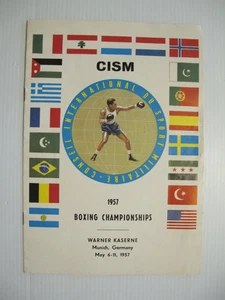 CISM
CONSEIL INTERNATIONAL DU SPORT MILITAIRE
1957
BOXING CHAMPIONSHIPS
WARNER KASERNE
Munich, Germany
May 6-11, 1957